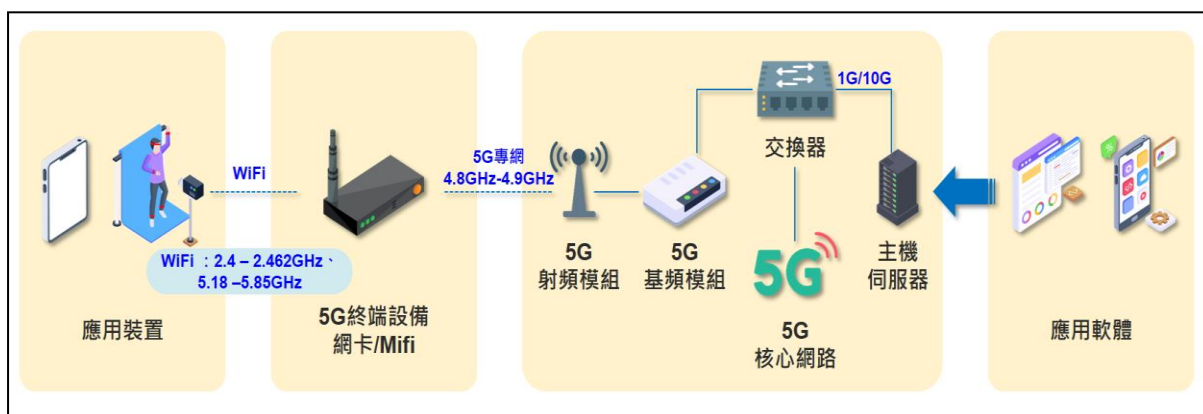 WiFi
WiFi ：2.4 – 2.462GHz、
5.18 –5.85GHz
應用裝置
5G終端設備
網卡/Mifi
5G專網
4.8GHz-4.9GHz
5G
射頻模組
5G
基頻模組
交換器
1G/10G
5G
5G
核心網路
主機
伺服器
應用軟體